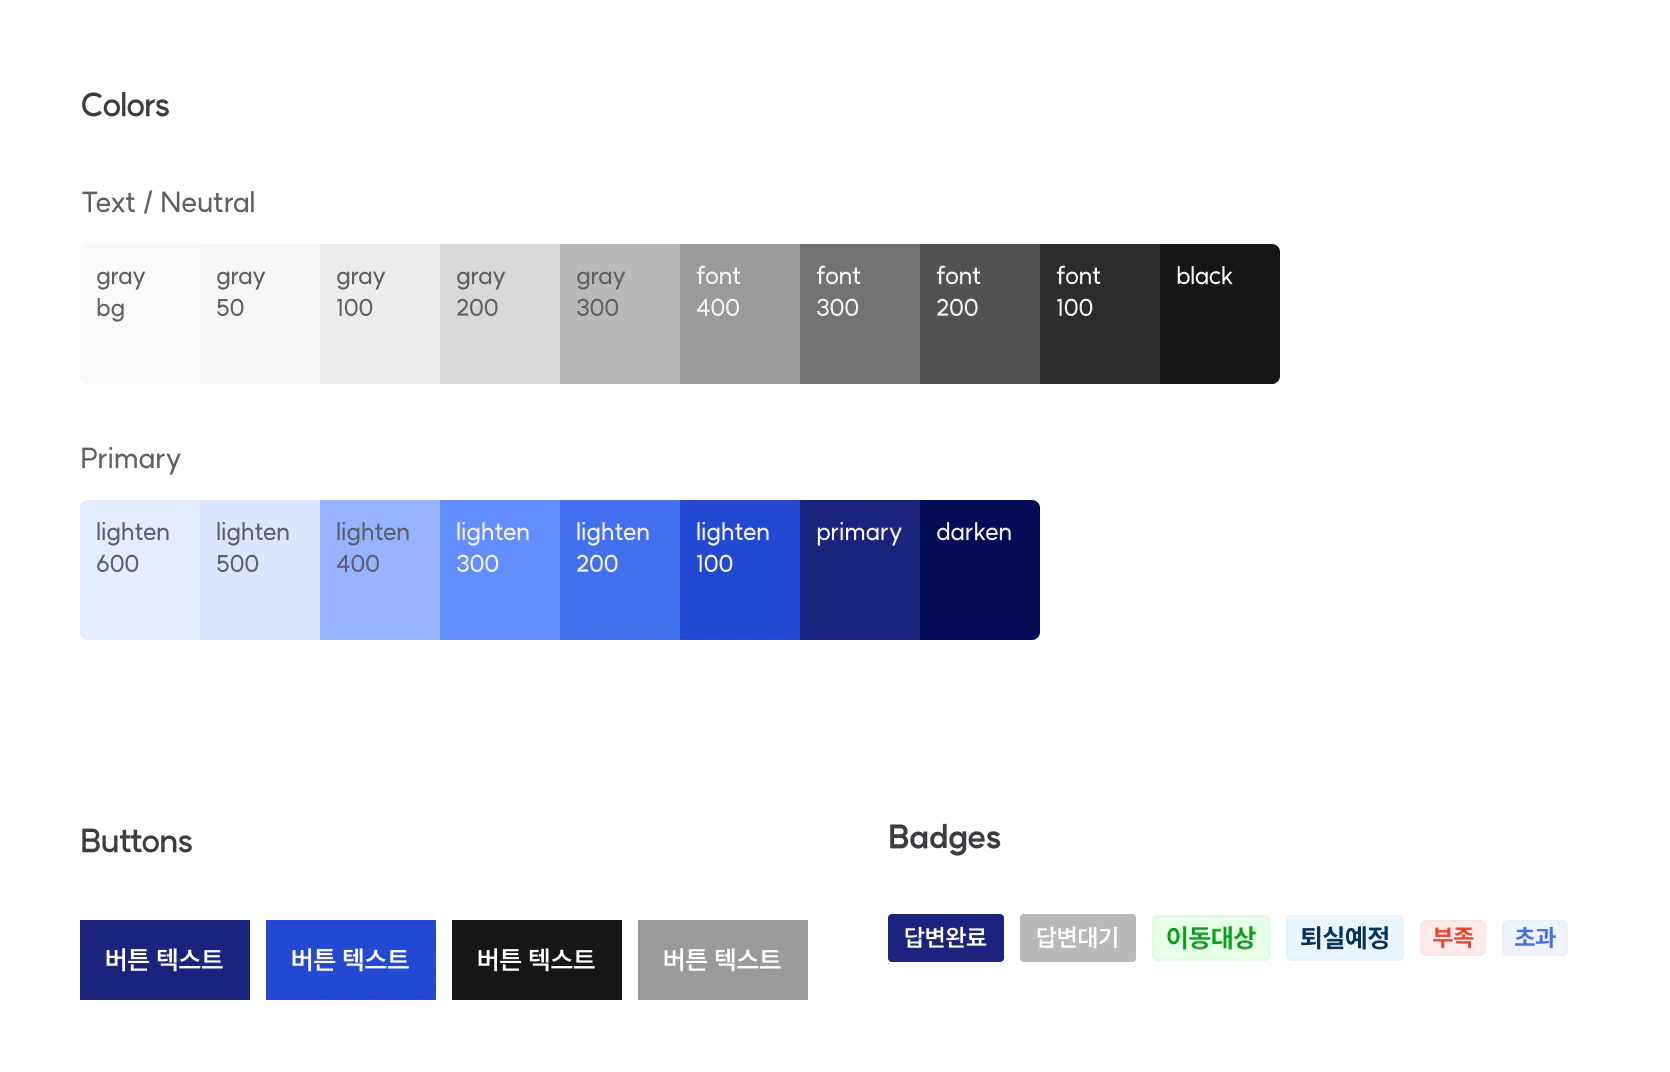 Colors
Text / Neutral
gray
bg
gray
50
gray
100
gray
200
gray
300
font
400
font
300
font
200
font
100
black
Primary
lighten
600
lighten
500
lighten
400
lighten
300
lighten
200
lighten
100
primary
darken
Buttons
버튼 텍스트
버튼 텍스트
버튼 텍스트
버튼 텍스트
Badges
답변완료
답변대기
이동대상
퇴실예정
부족
초과